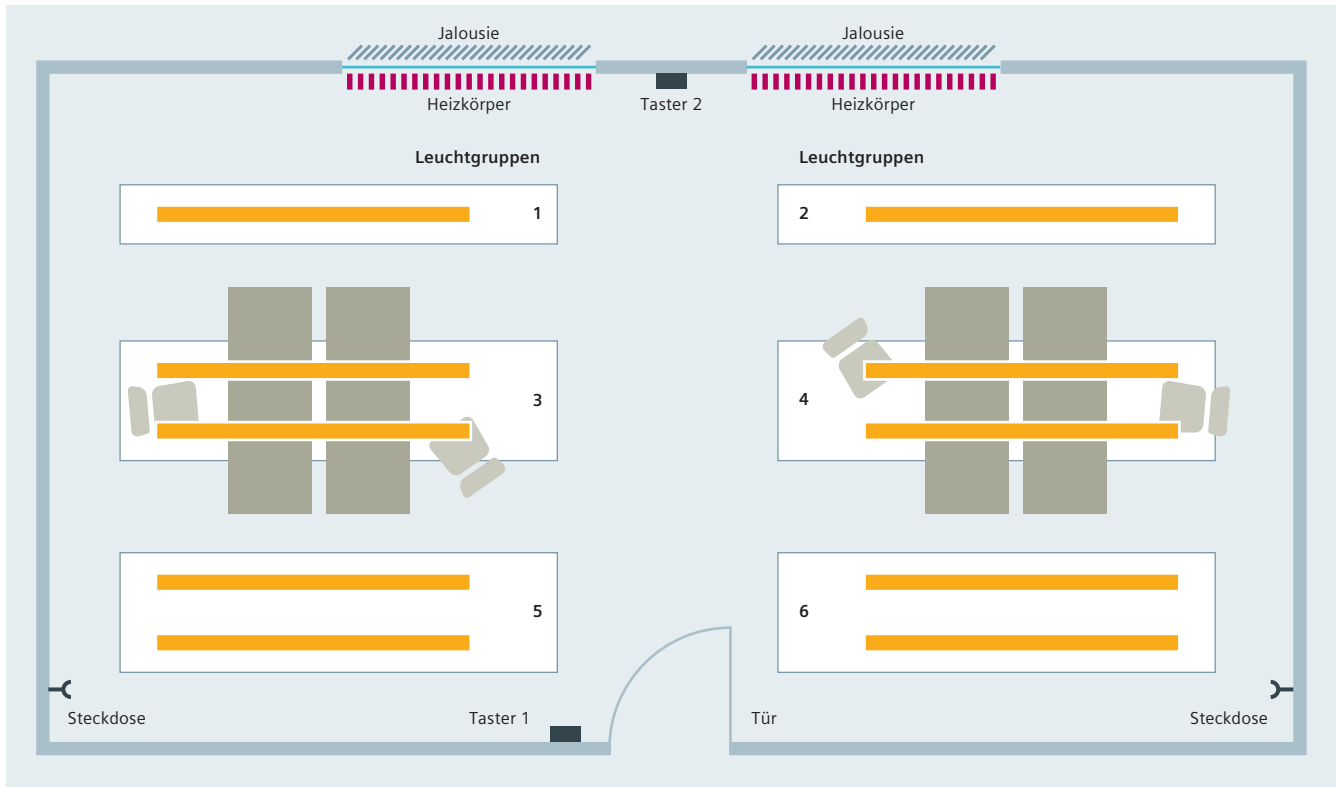 Jalousie
Jalousie
Heizkörper
Taster 2
Heizkörper
Leuchtgruppen
Leuchtgruppen
1
2
3
4
5
6
Steckdose
Taster 1
Tür
Steckdose